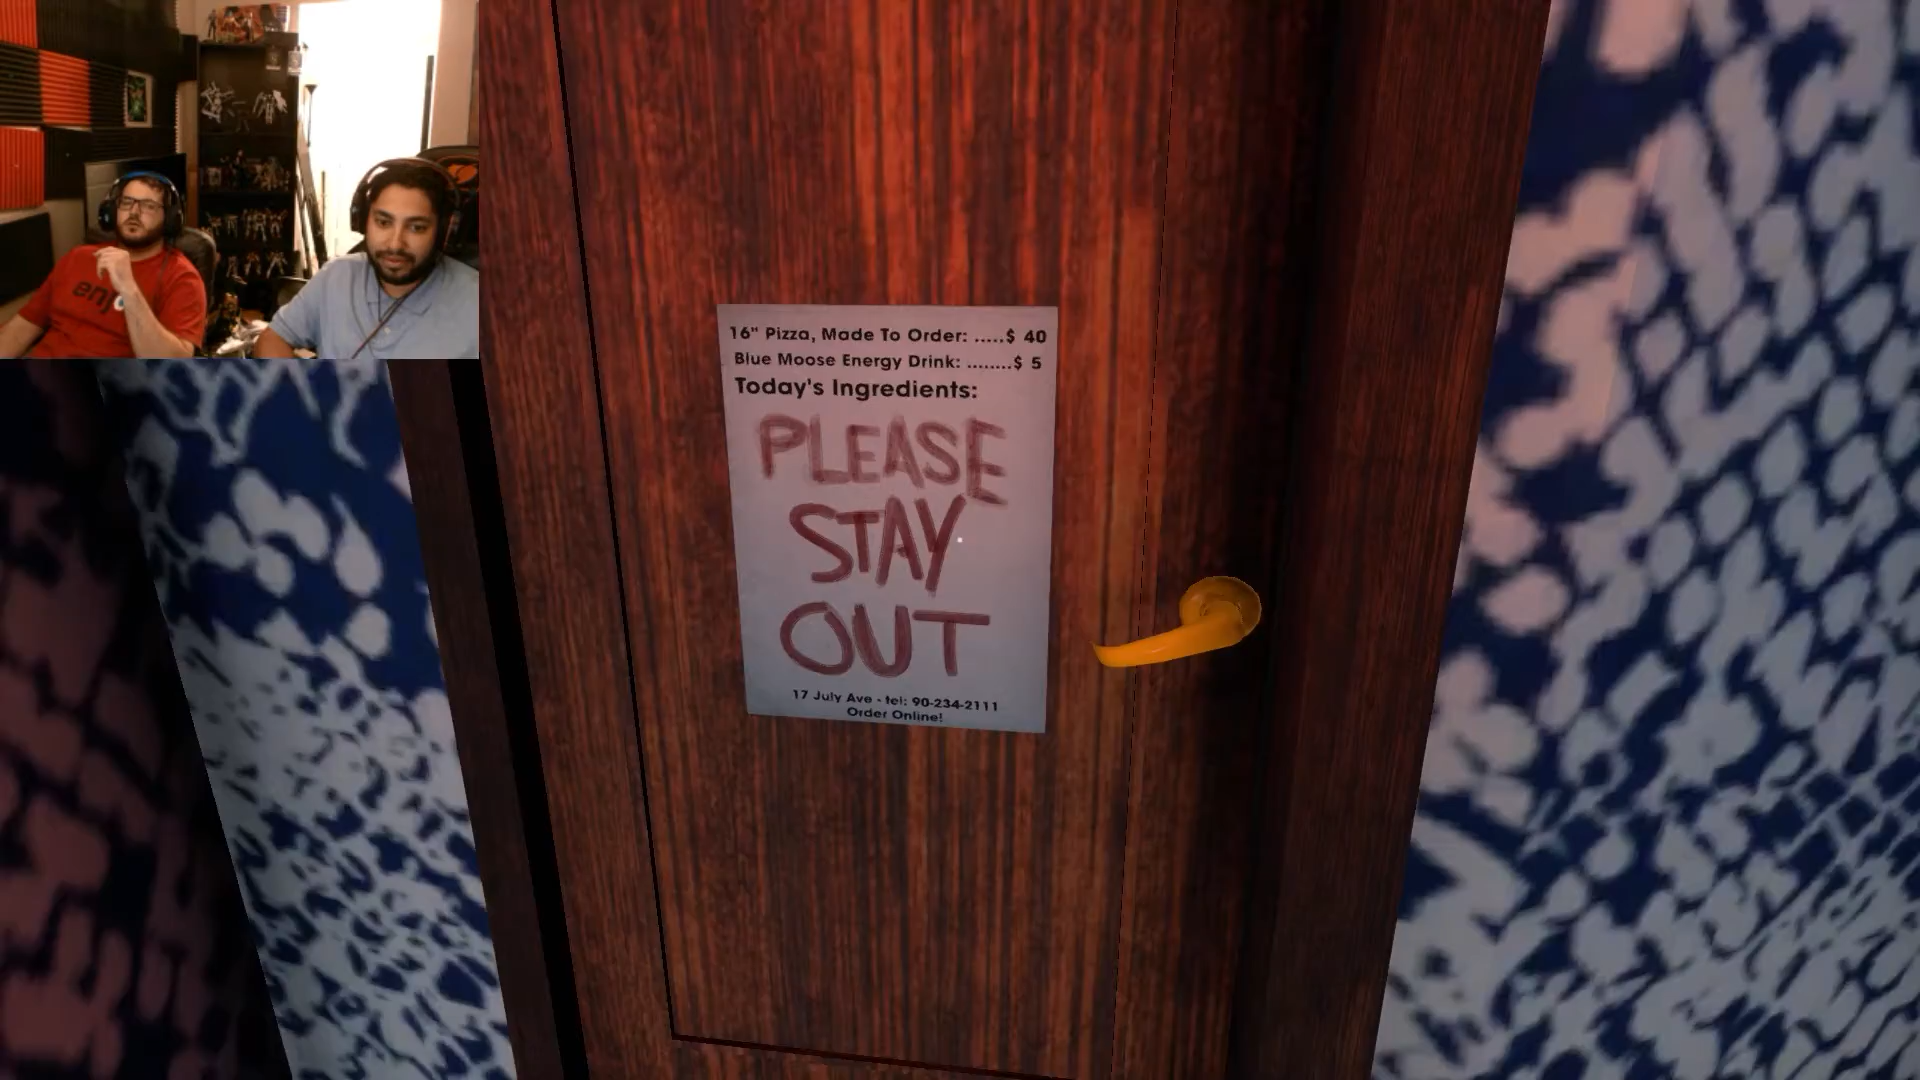 16" Pizza, Made To Order: .....$ 40
Blue Moose Energy Drink: ........$ 5
Today's Ingredients:
PLEASE
STAY
OUT
17 July Ave - tel: 90-234-2111
Order Online!